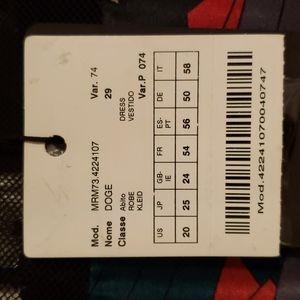 Mod. MRM73.4224107 Var. 74
Nome DOGE 29
Classe Abito DRESS Var.P 074
ROBE VESTIDO
KLEID
US JP GB-IE FR ES-PT DE IT
20 25 24 54 56 50 58
Mod.42241070040747